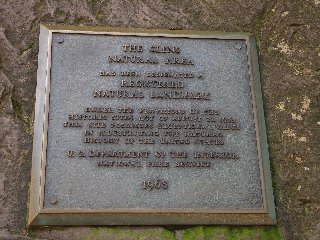 THE GLENS
NATURAL AREA
HAS BEEN DESIGNATED A
REGISTERED
NATURAL LANDMARK
UNDER THE PROVISIONS OF THE
HISTORIC SITES ACT OF AUGUST 21, 1935
THIS SITE POSSESSES EXCEPTIONAL VALUE
IN ILLUSTRATING THE NATURAL
HISTORY OF THE UNITED STATES
U. S. DEPARTMENT OF THE INTERIOR
NATIONAL PARK SERVICE
1968